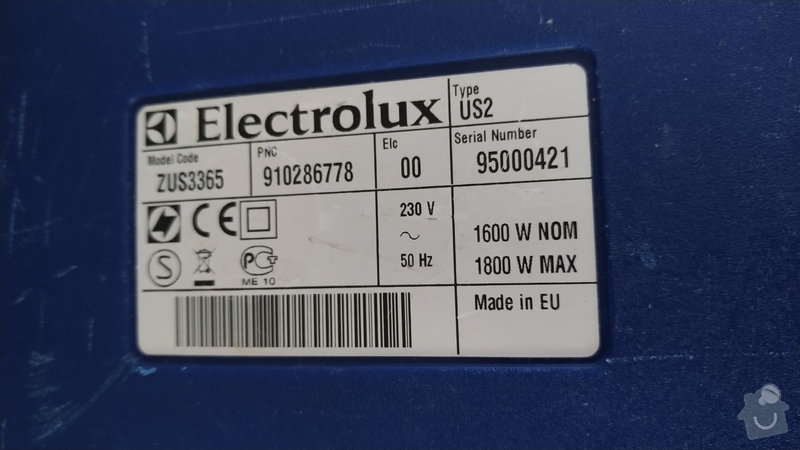 Electrolux
Type
US2
Model Code
ZUS3365
PNC
910286778
Elc
00
Serial Number
95000421
230 V
50 Hz
1600 W NOM
1800 W MAX
S
ME 10
Made in EU